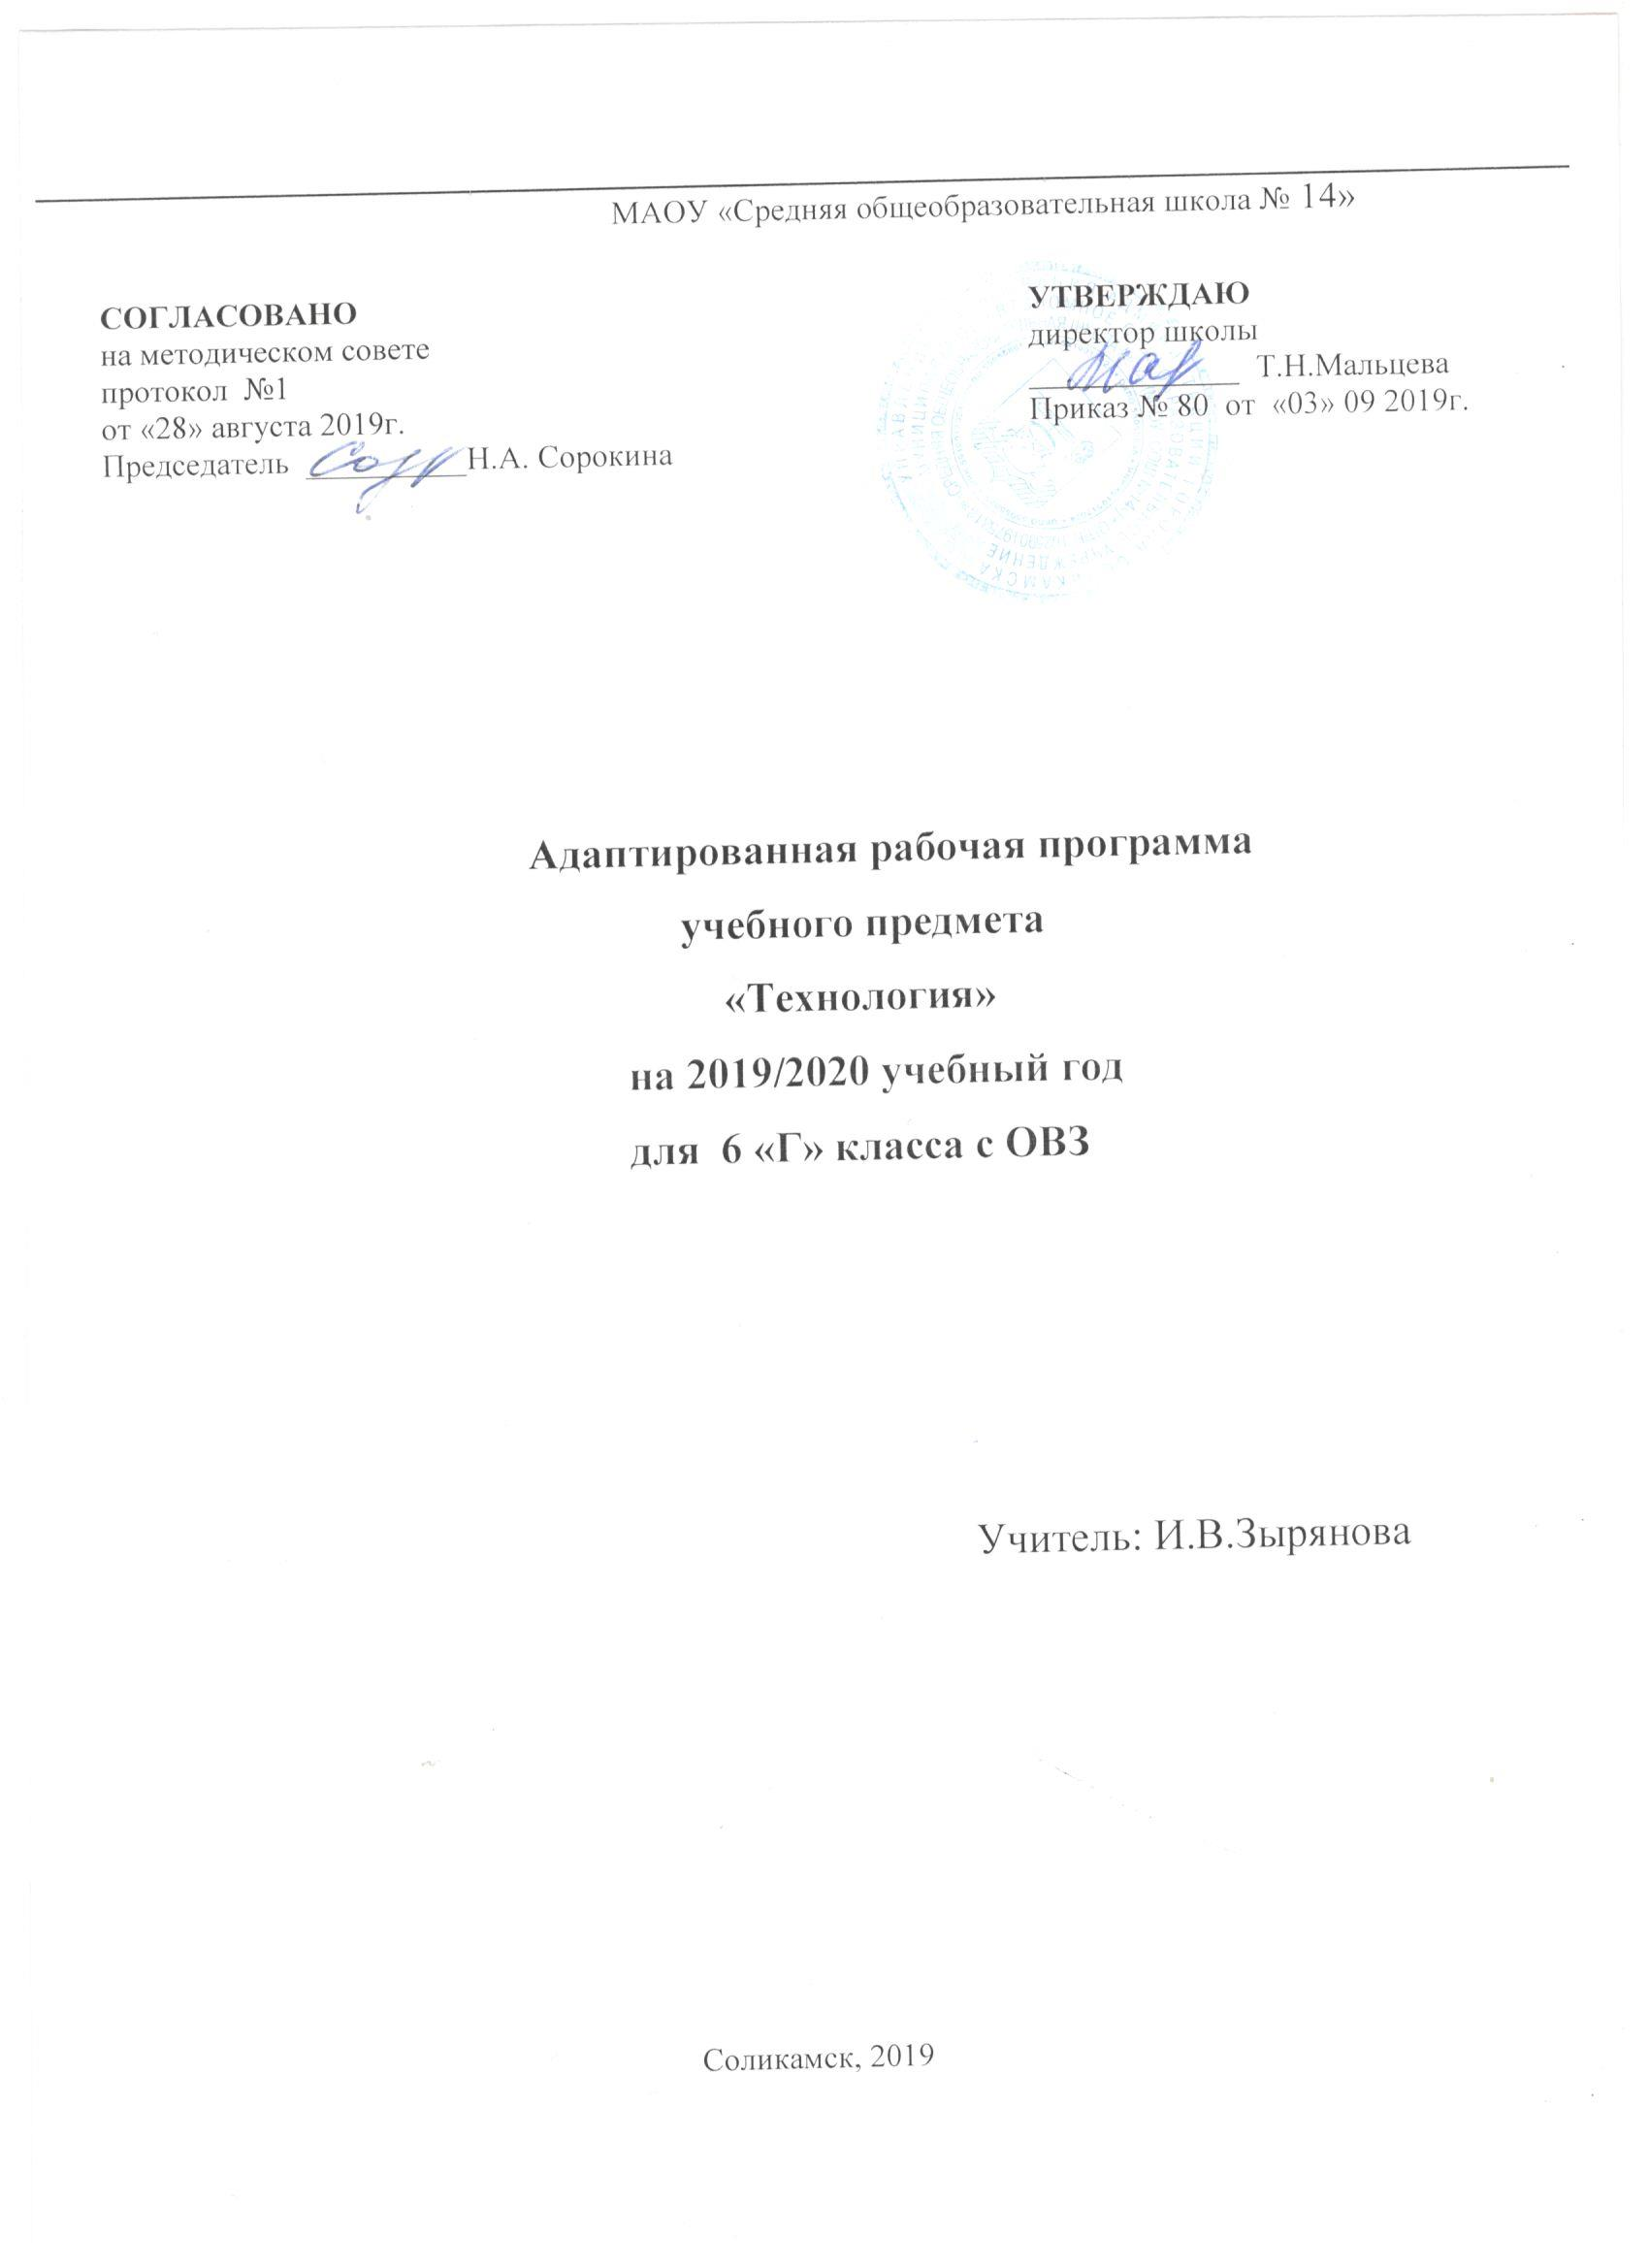 МАОУ «Средняя общеобразовательная школа № 14»
СОГЛАСОВАНО
на методическом совете
протокол №1
от «28» августа 2019г.
Председатель ___________Н.А. Сорокина
УТВЕРЖДАЮ
директор школы
______________ Т.Н.Мальцева
Приказ № 80 от «03» 09 2019г.
Адаптированная рабочая программа
учебного предмета
«Технология»
на 2019/2020 учебный год
для 6 «Г» класса с ОВЗ
Учитель: И.В.Зырянова
Соликамск, 2019